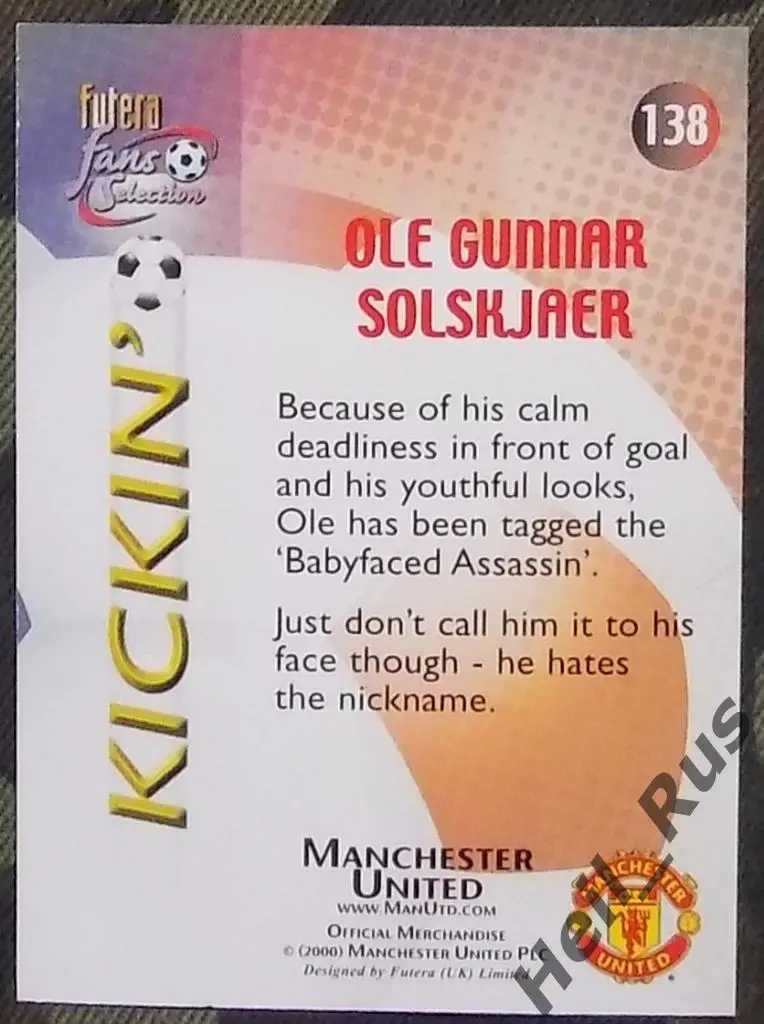 futera
fans
Selection
138
KICKIN'
OLE GUNNAR
SOLSKJAER
Because of his calm
deadliness in front of goal
and his youthful looks,
Ole has been tagged the
‘Babyfaced Assassin’.
Just don’t call him it to his
face though - he hates
the nickname.
MANCHESTER
UNITED
WWW.MANUTD.COM
OFFICIAL MERCHANDISE
© (2000) MANCHESTER UNITED PLC
Designed by Futera (UK) Limited
MANCHESTER
UNITED
Heil_Rus